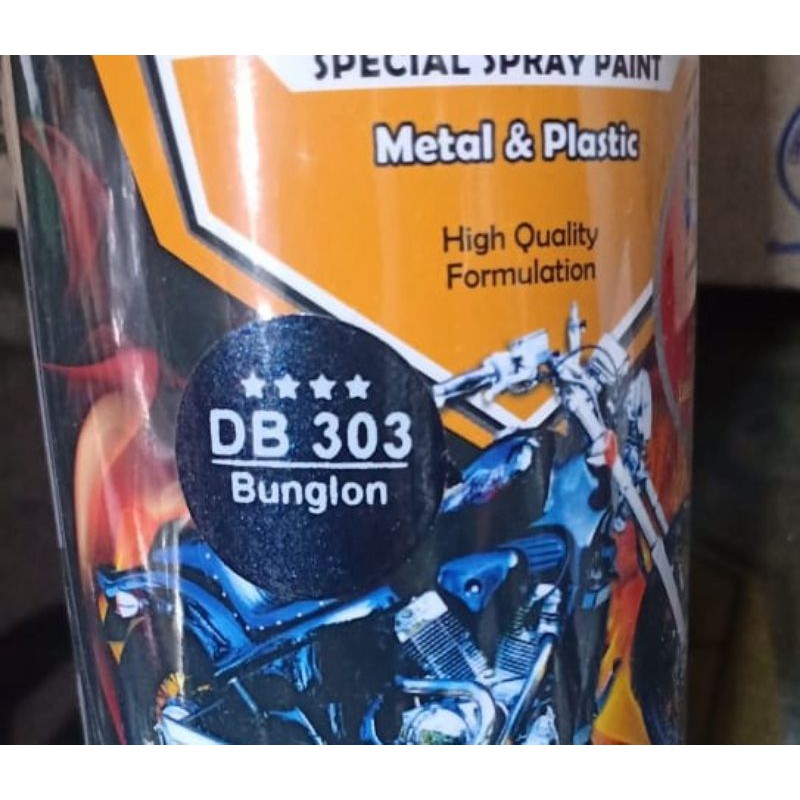 SPECIAL SPRAY PAINT
Metal & Plastic
High Quality
Formulation
DB 303
Bunglon